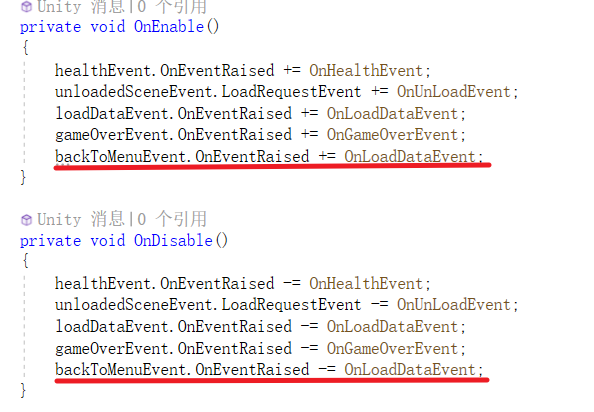 Unity 消息|0 个引用
private void OnEnable()
{
healthEvent.OnEventRaised += OnHealthEvent;
unloadedSceneEvent.LoadRequestEvent += OnUnLoadEvent;
loadDataEvent.OnEventRaised += OnLoadDataEvent;
gameOverEvent.OnEventRaised += OnGameOverEvent;
backToMenuEvent.OnEventRaised += OnLoadDataEvent;
}
Unity 消息|0 个引用
private void OnDisable()
{
healthEvent.OnEventRaised -= OnHealthEvent;
unloadedSceneEvent.LoadRequestEvent -= OnUnLoadEvent;
loadDataEvent.OnEventRaised -= OnLoadDataEvent;
gameOverEvent.OnEventRaised -= OnGameOverEvent;
backToMenuEvent.OnEventRaised -= OnLoadDataEvent;
}